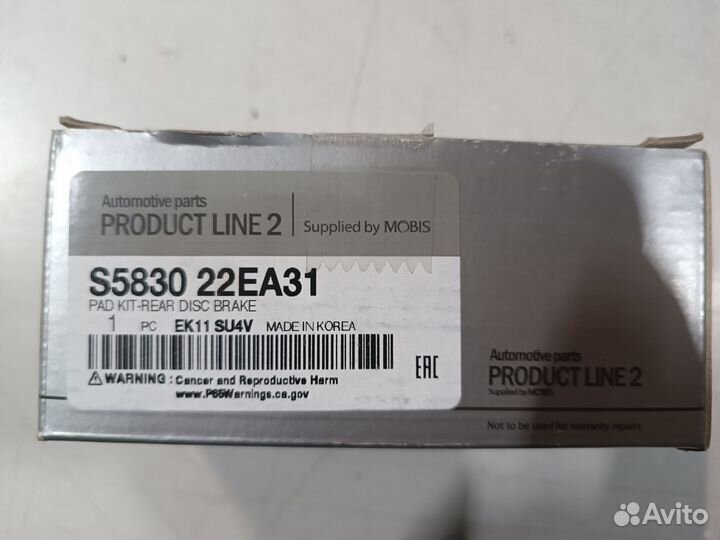 Automotive parts
PRODUCT LINE 2 | Supplied by MOBIS
S5830 22EA31
PAD KIT-REAR DISC BRAKE
1 PC EK11 SU4V MADE IN KOREA
EAC
⚠WARNING : Cancer and Reproductive Harm
www.P65Warnings.ca.gov
Automotive parts
PRODUCT LINE 2
Supplied by MOBIS
Not to be used for warranty repairs
Avito